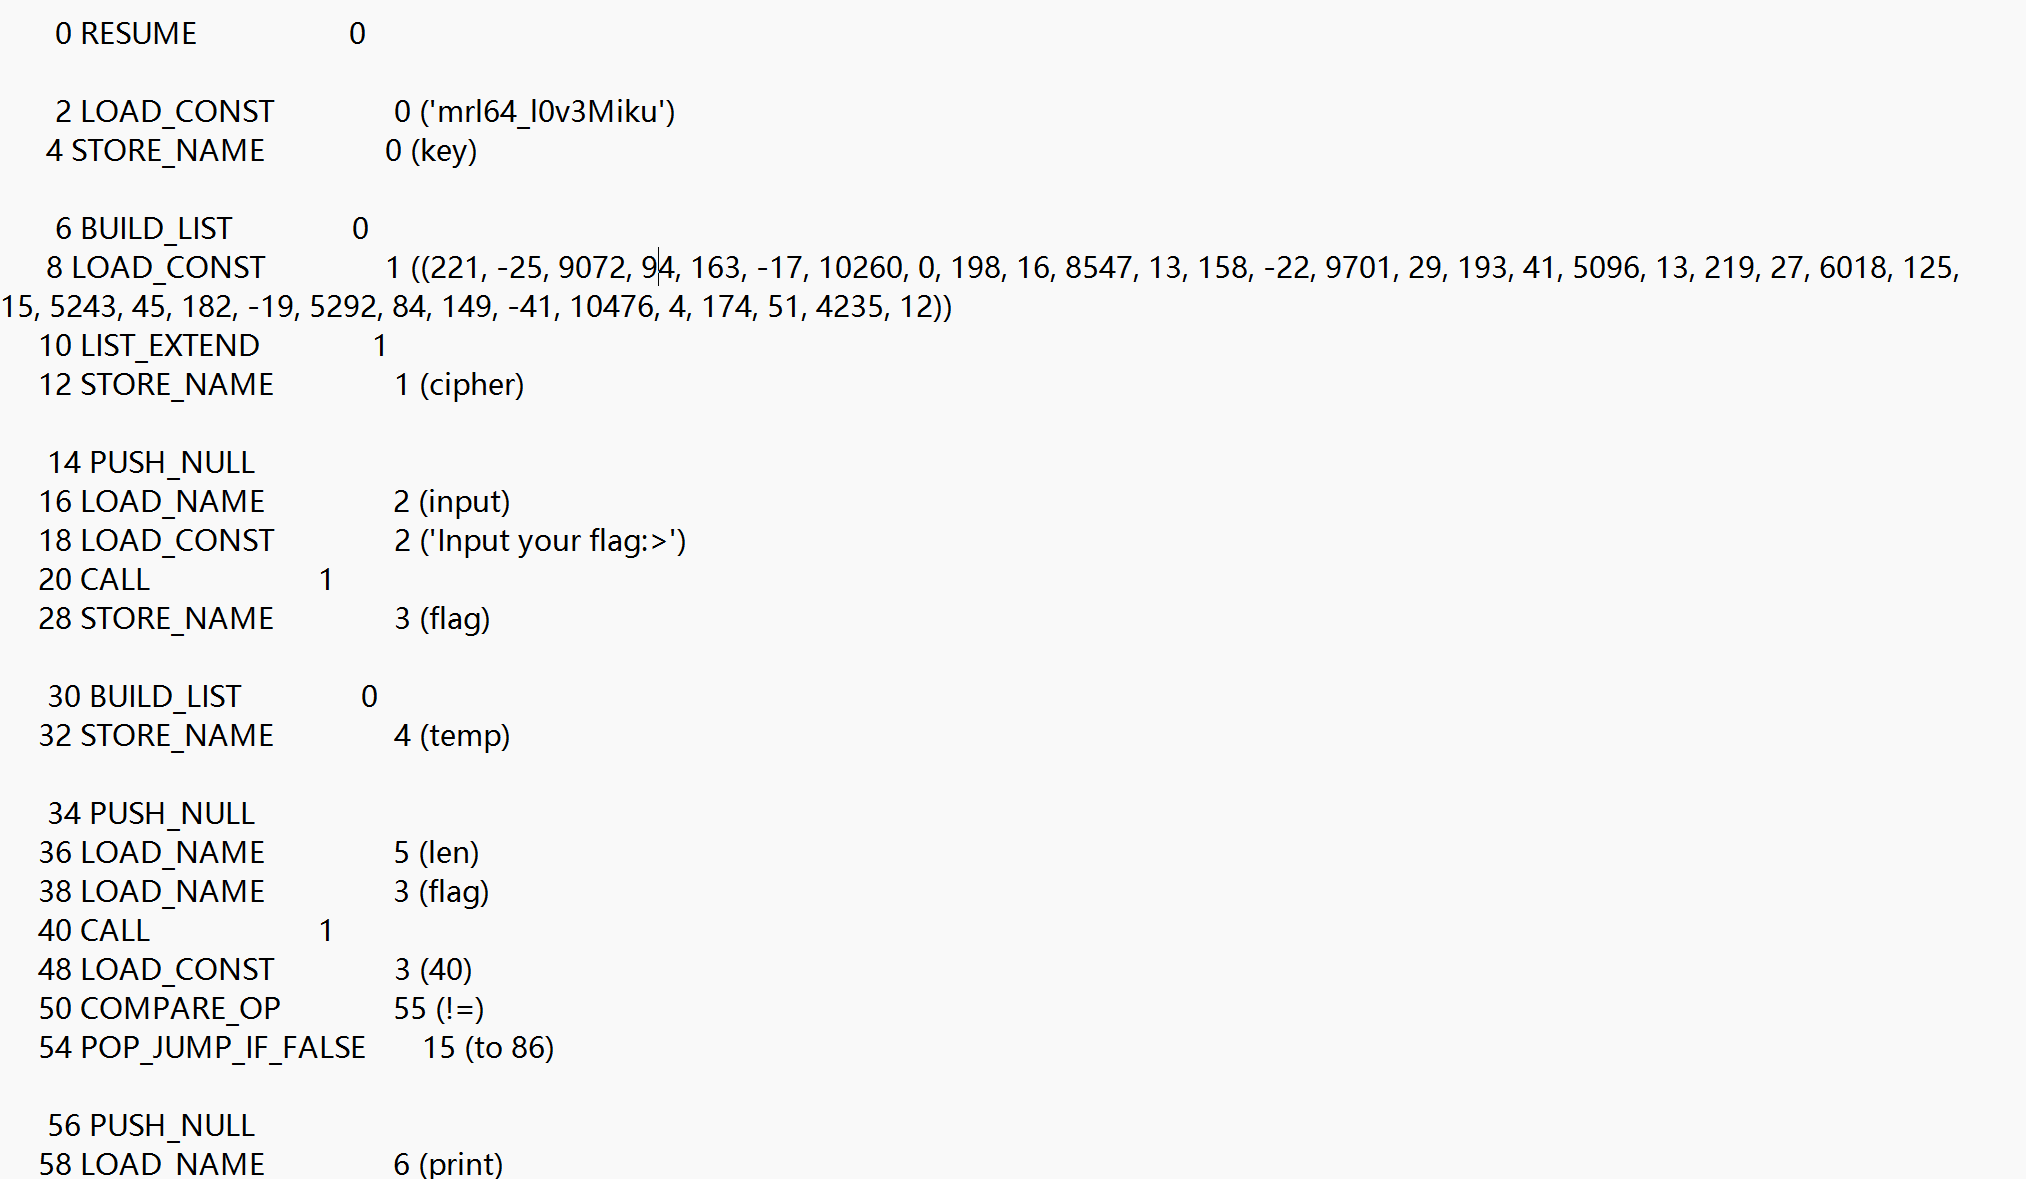 0 RESUME 0
2 LOAD_CONST 0 ('mrl64_l0v3Miku')
4 STORE_NAME 0 (key)
6 BUILD_LIST 0
8 LOAD_CONST 1 ((221, -25, 9072, 94, 163, -17, 10260, 0, 198, 16, 8547, 13, 158, -22, 9701, 29, 193, 41, 5096, 13, 219, 27, 6018, 125,
15, 5243, 45, 182, -19, 5292, 84, 149, -41, 10476, 4, 174, 51, 4235, 12))
10 LIST_EXTEND 1
12 STORE_NAME 1 (cipher)
14 PUSH_NULL
16 LOAD_NAME 2 (input)
18 LOAD_CONST 2 ('Input your flag:>')
20 CALL 1
28 STORE_NAME 3 (flag)
30 BUILD_LIST 0
32 STORE_NAME 4 (temp)
34 PUSH_NULL
36 LOAD_NAME 5 (len)
38 LOAD_NAME 3 (flag)
40 CALL 1
48 LOAD_CONST 3 (40)
50 COMPARE_OP 55 (!=)
54 POP_JUMP_IF_FALSE 15 (to 86)
56 PUSH_NULL
58 LOAD_NAME 6 (print)